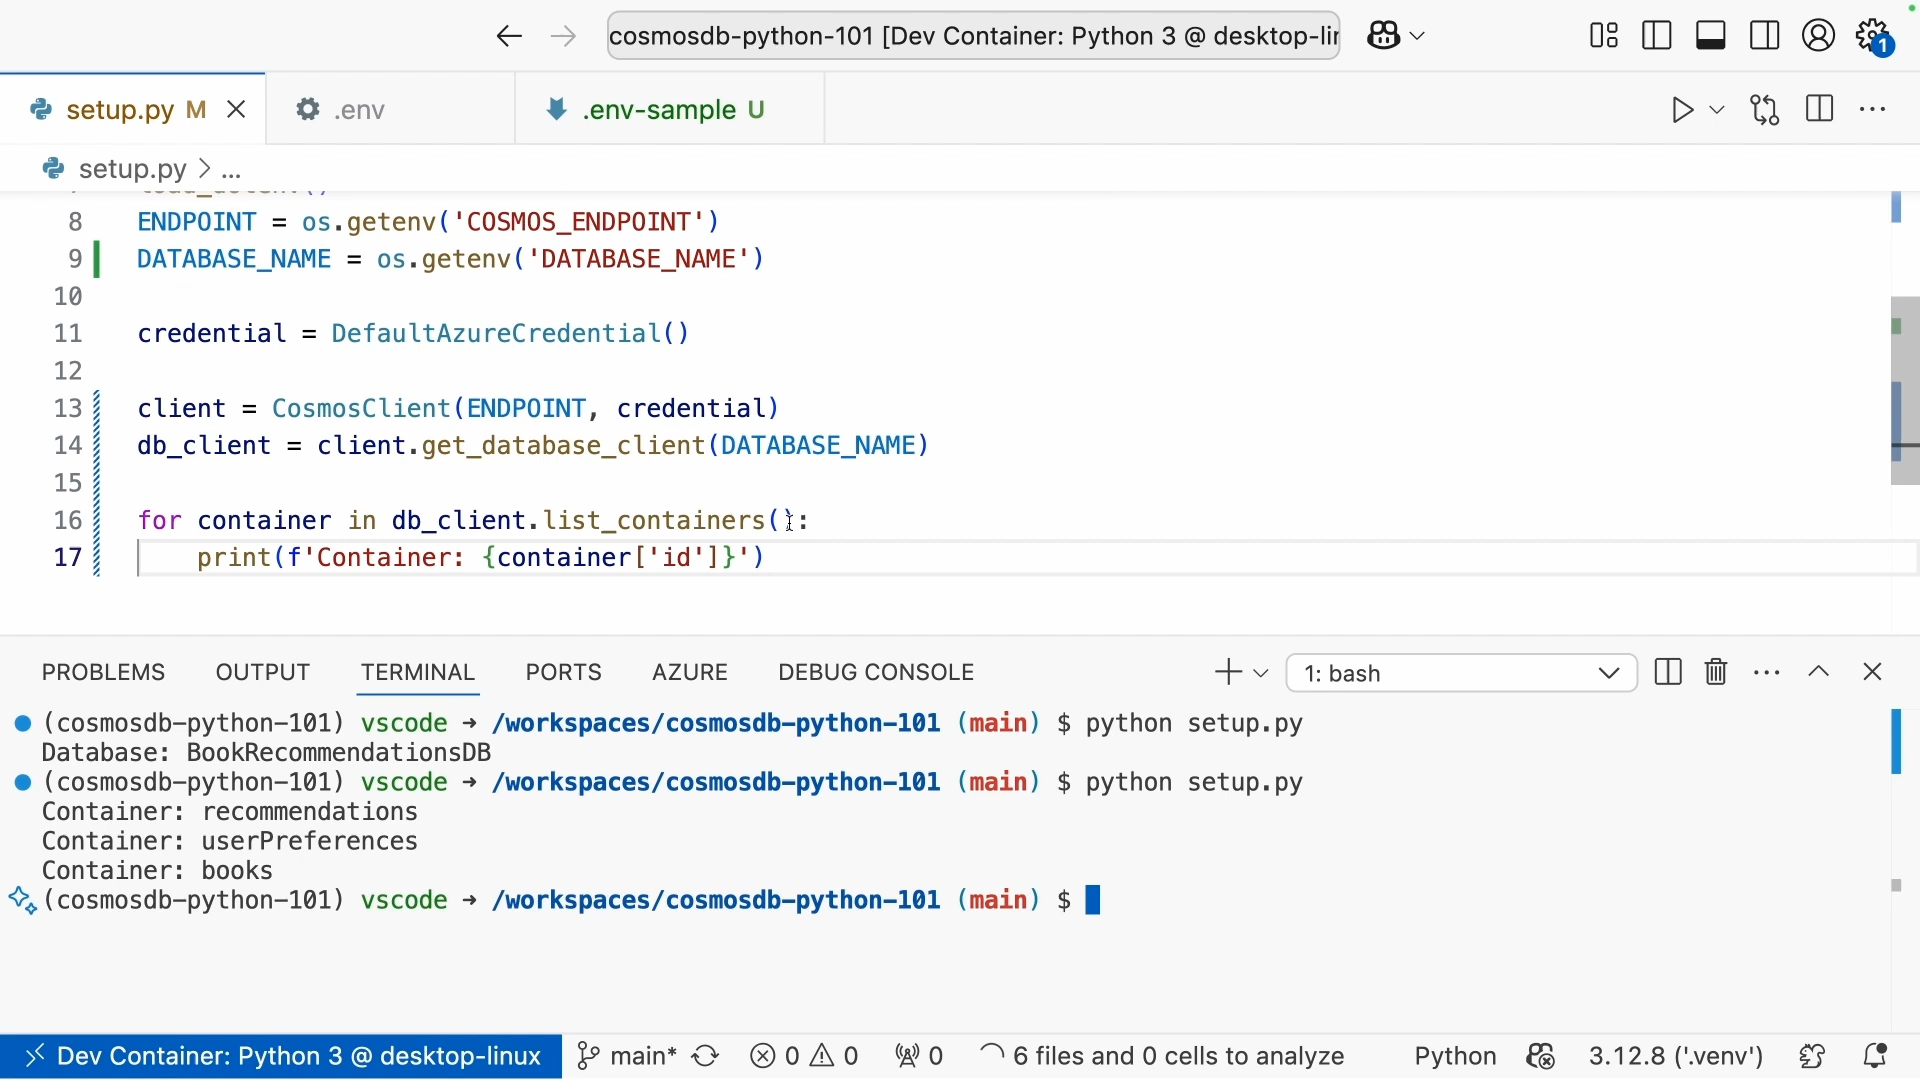 cosmosdb-python-101 [Dev Container: Python 3 @ desktop-lin
1
setup.py M
.env
.env-sample U
setup.py > ...
8 ENDPOINT = os.getenv('COSMOS_ENDPOINT')
9 DATABASE_NAME = os.getenv('DATABASE_NAME')
10
11 credential = DefaultAzureCredential()
12
13 client = CosmosClient(ENDPOINT, credential)
14 db_client = client.get_database_client(DATABASE_NAME)
15
16 for container in db_client.list_containers():
17 print(f'Container: {container['id']}')
PROBLEMS OUTPUT TERMINAL PORTS AZURE DEBUG CONSOLE 1: bash
(cosmosdb-python-101) vscode → /workspaces/cosmosdb-python-101 (main) $ python setup.py
Database: BookRecommendationsDB
(cosmosdb-python-101) vscode → /workspaces/cosmosdb-python-101 (main) $ python setup.py
Container: recommendations
Container: userPreferences
Container: books
(cosmosdb-python-101) vscode → /workspaces/cosmosdb-python-101 (main) $
Dev Container: Python 3 @ desktop-linux main* 0 0 0 6 files and 0 cells to analyze Python 3.12.8 ('.venv')